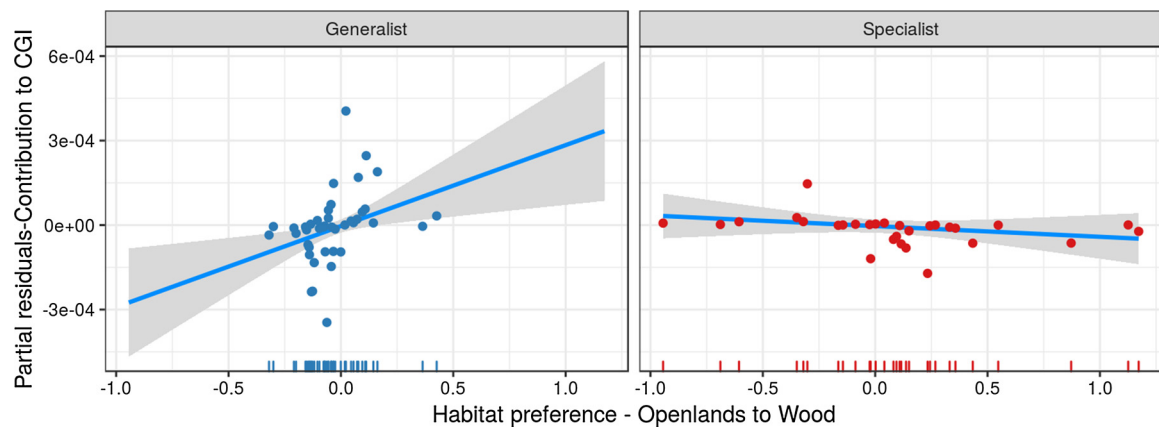 Generalist
Specialist
Partial residuals-Contribution to CGI
6e-04
3e-04
0e+00
-3e-04
-1.0 -0.5 0.0 0.5 1.0
-1.0 -0.5 0.0 0.5 1.0
Habitat preference - Openlands to Wood